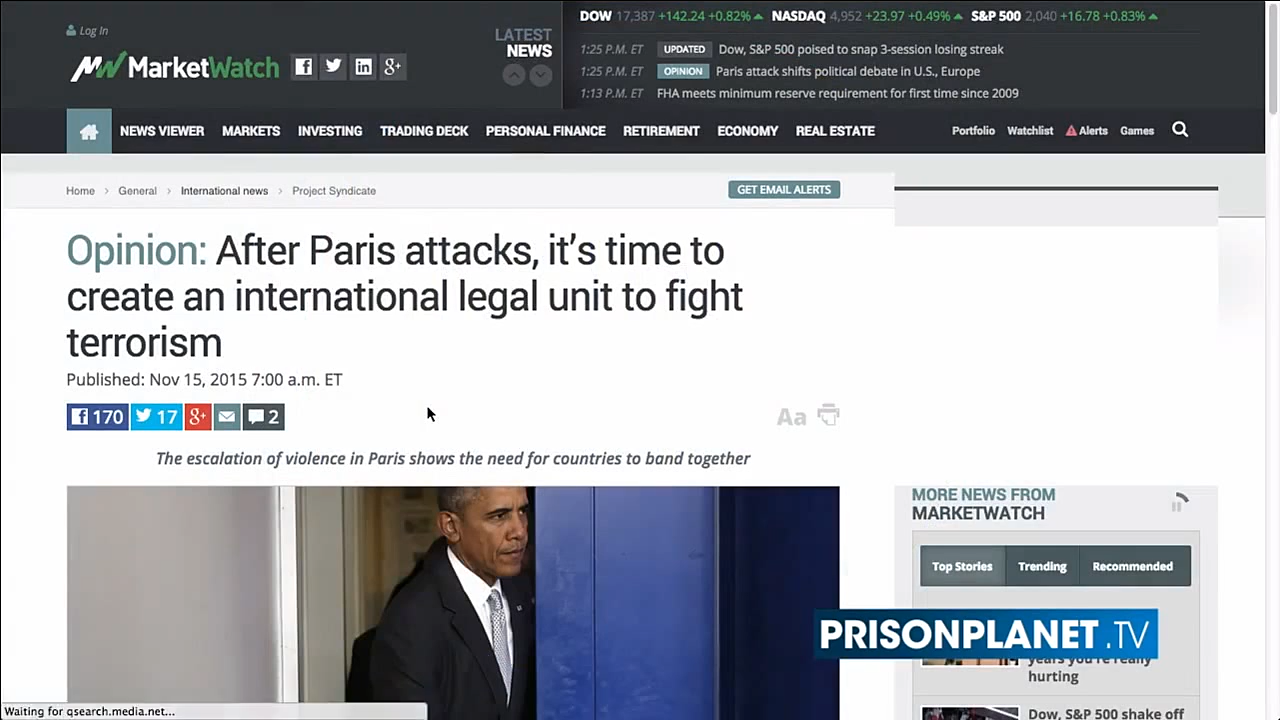 Log In
MarketWatch
LATEST
NEWS
DOW 17,387 +142.24 +0.82% NASDAQ 4,952 +23.97 +0.49% S&P 500 2,040 +16.78 +0.83%
1:25 P.M. ET UPDATED Dow, S&P 500 poised to snap 3-session losing streak
1:25 P.M. ET OPINION Paris attack shifts political debate in U.S., Europe
1:13 P.M. ET FHA meets minimum reserve requirement for first time since 2009
NEWS VIEWER MARKETS INVESTING TRADING DECK PERSONAL FINANCE RETIREMENT ECONOMY REAL ESTATE Portfolio Watchlist Alerts Games
Home > General > International news > Project Syndicate GET EMAIL ALERTS
Opinion: After Paris attacks, it's time to
create an international legal unit to fight
terrorism
Published: Nov 15, 2015 7:00 a.m. ET
170 17 8+ 2 Aa
The escalation of violence in Paris shows the need for countries to band together
MORE NEWS FROM
MARKETWATCH
Top Stories Trending Recommended
PRISONPLANET.TV
years you're really
hurting
Dow, S&P 500 shake off
Waiting for qsearch.media.net...